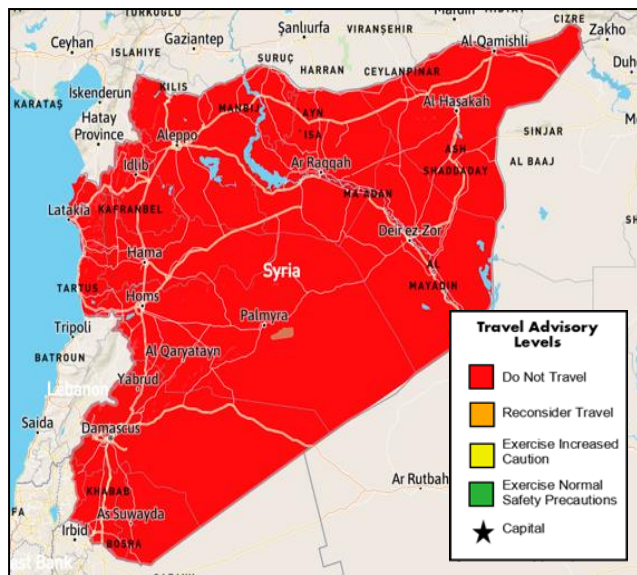 TÜRKOĞLU
Mardin
CIZRE
Gaziantep
Şanlıurfa
VIRANŞEHIR
Zakho
Ceyhan
ISLAHIYE
SURUÇ
Al-Qamishli
HARRAN
CEYLANPINAR
KARATAŞ
İskenderun
KILIS
Hatay
Province
MANBIJ
AYN
'ISA
Al Hasakah
SINJAR
Aleppo
AL BAAJ
Idlib
Ar Raqqah
ASH
SHADDADAY
MA'ADAN
Latakia
KAFRANBEL
Deir ez-Zor
Hama
Syria
AL
MAYADIN
TARTUS
Homs
Palmyra
Tripoli
BATROUN
Al Qaryatayn
Lebanon
Yabrud
Saida
Damascus
Ar Rutbah
KHABAB
As Suwayda
Irbid
BOSRA
est Bank
Travel Advisory
Levels
Do Not Travel
Reconsider Travel
Exercise Increased
Caution
Exercise Normal
Safety Precautions
Capital